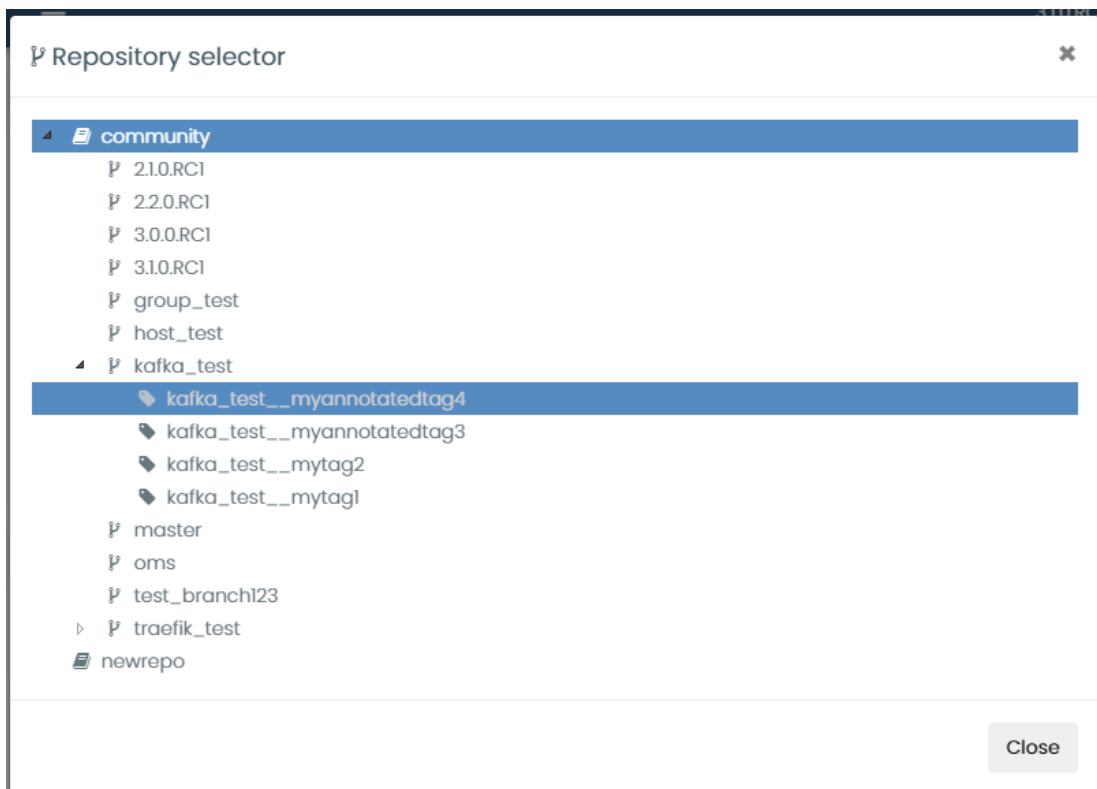 Repository selector
community
2.1.0.RC1
2.2.0.RC1
3.0.0.RC1
3.1.0.RC1
group_test
host_test
kafka_test
kafka_test__myannotatedtag4
kafka_test__myannotatedtag3
kafka_test__mytag2
kafka_test__mytag1
master
oms
test_branch123
traefik_test
newrepo
Close